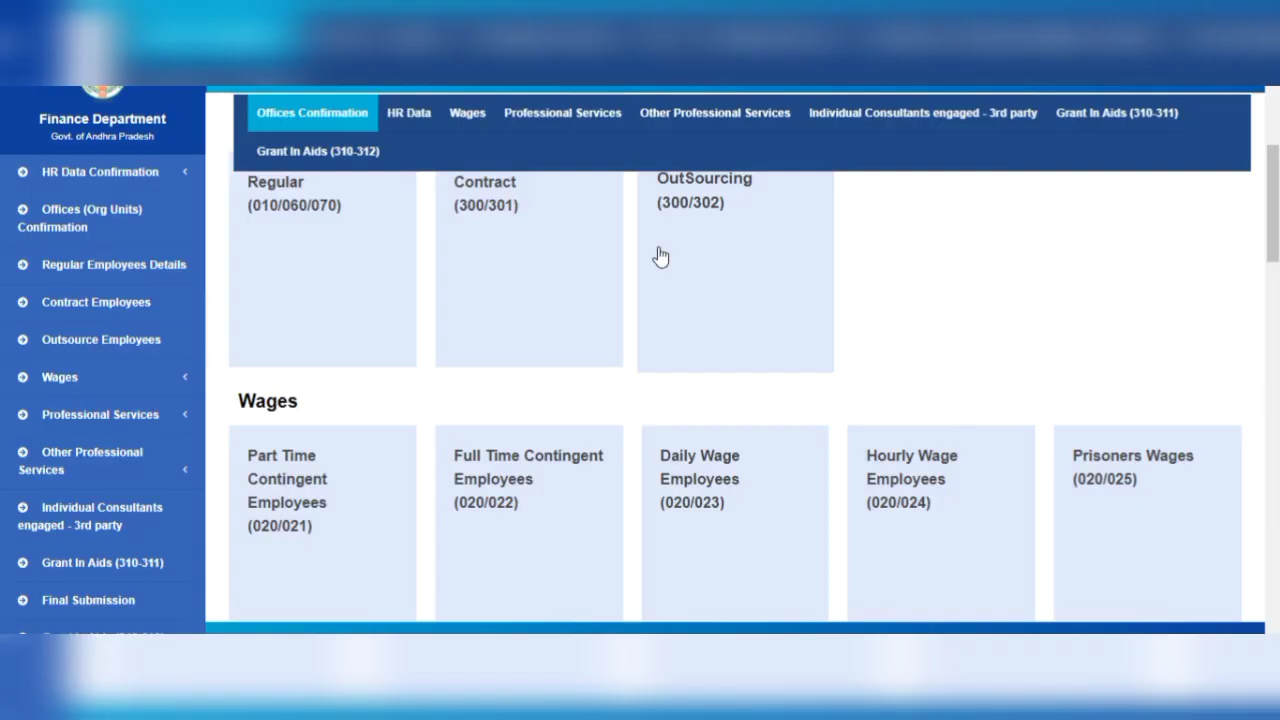 Finance Department
Govt. of Andhra Pradesh
HR Data Confirmation
Offices (Org Units)
Confirmation
Regular Employees Details
Contract Employees
Outsource Employees
Wages
Professional Services
Other Professional
Services
Individual Consultants
engaged - 3rd party
Grant In Aids (310-311)
Final Submission
Offices Confirmation
HR Data
Wages
Professional Services
Other Professional Services
Individual Consultants engaged - 3rd party
Grant In Aids (310-311)
Grant In Aids (310-312)
Regular
(010/060/070)
Contract
(300/301)
OutSourcing
(300/302)
Wages
Part Time
Contingent
Employees
(020/021)
Full Time Contingent
Employees
(020/022)
Daily Wage
Employees
(020/023)
Hourly Wage
Employees
(020/024)
Prisoners Wages
(020/025)